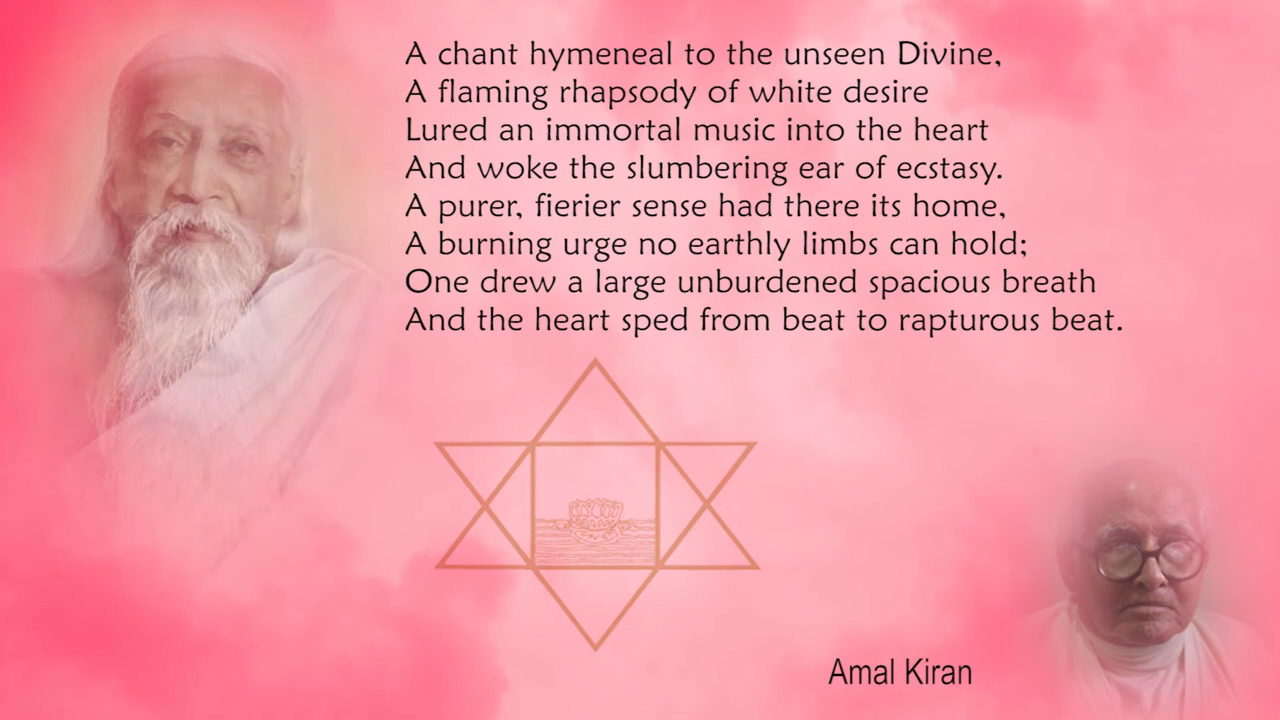 A chant hymeneal to the unseen Divine,
A flaming rhapsody of white desire
Lured an immortal music into the heart
And woke the slumbering ear of ecstasy.
A purer, fierier sense had there its home,
A burning urge no earthly limbs can hold;
One drew a large unburdened spacious breath
And the heart sped from beat to rapturous beat.
Amal Kiran